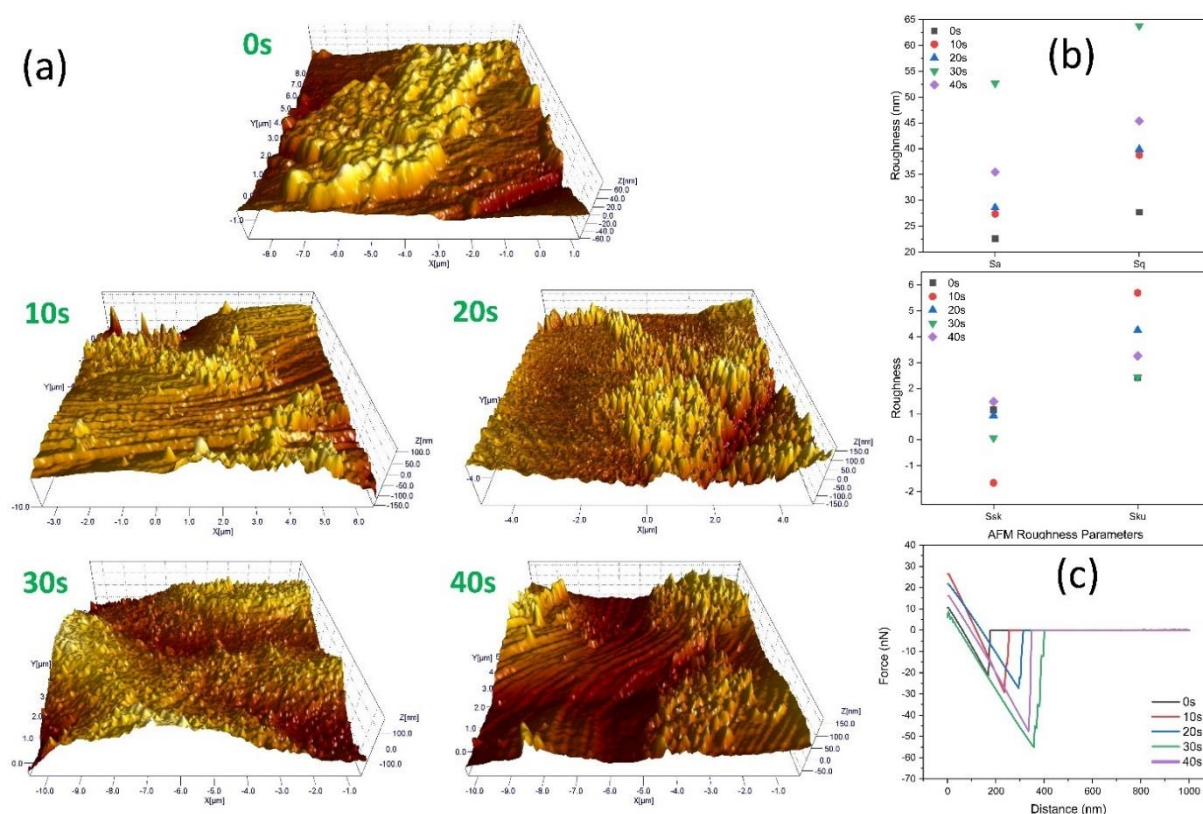 (a)
0s
8.0
7.0
6.0
5.0
Y[µm] 4.0
3.0
2.0
1.0
0.0
-1.0
Z[nm]
60.0
40.0
20.0
0.0
-20.0
-40.0
-60.0
-8.0 -7.0 -6.0 -5.0 -4.0 -3.0 -2.0 -1.0 0.0 1.0
X[µm]
10s
Y[µm]
-10.0
Z[nm
100.0
50.0
0.0
-50.0
-100.0
-150.0
-3.0 -2.0 -1.0 0.0 1.0 2.0 3.0 4.0 5.0 6.0
X[µm]
20s
Y[µm]
-4.0
Z[nm]
150.0
100.0
50.0
0.0
-50.0
-100.0
-4.0 -2.0 0.0 2.0 4.0
X[µm]
30s
Y[µm]
4.0
3.0
2.0
1.0
0.0
Z[nm]
100.0
0.0
-100.0
-10.0 -9.0 -8.0 -7.0 -6.0 -5.0 -4.0 -3.0 -2.0 -1.0
X[µm]
40s
Y[µm]
5.0
4.0
3.0
2.0
1.0
0.0
Z[nm]
150.0
100.0
50.0
0.0
-50.0
-10.0 -9.0 -8.0 -7.0 -6.0 -5.0 -4.0 -3.0 -2.0 -1.0
X[µm]
(b)
0s
10s
20s
30s
40s
Roughness (nm)
65
60
55
50
45
40
35
30
25
20
Sa Sq
0s
10s
20s
30s
40s
Roughness
6
5
4
3
2
1
0
-1
-2
Ssk Sku
AFM Roughness Parameters
(c)
Force (nN)
40
30
20
10
0
-10
-20
-30
-40
-50
-60
-70
0 200 400 600 800 1000
Distance (nm)
0s
10s
20s
30s
40s